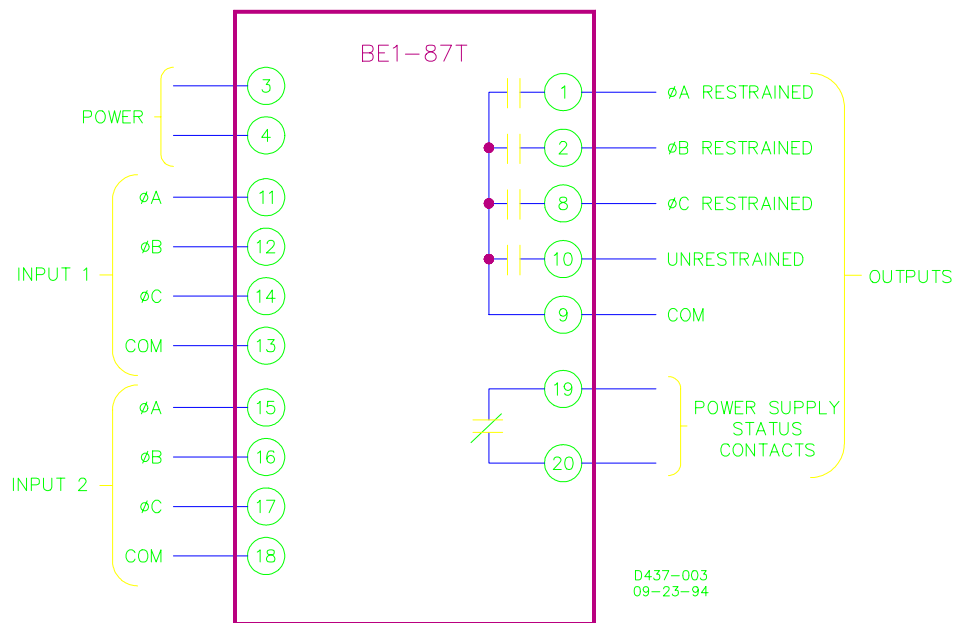 BE1-87T
POWER
3
4
INPUT 1
øA
11
øB
12
øC
14
COM
13
INPUT 2
øA
15
øB
16
øC
17
COM
18
1
øA RESTRAINED
2
øB RESTRAINED
8
øC RESTRAINED
10
UNRESTRAINED
9
COM
OUTPUTS
19
20
POWER SUPPLY
STATUS
CONTACTS
D437-003
09-23-94